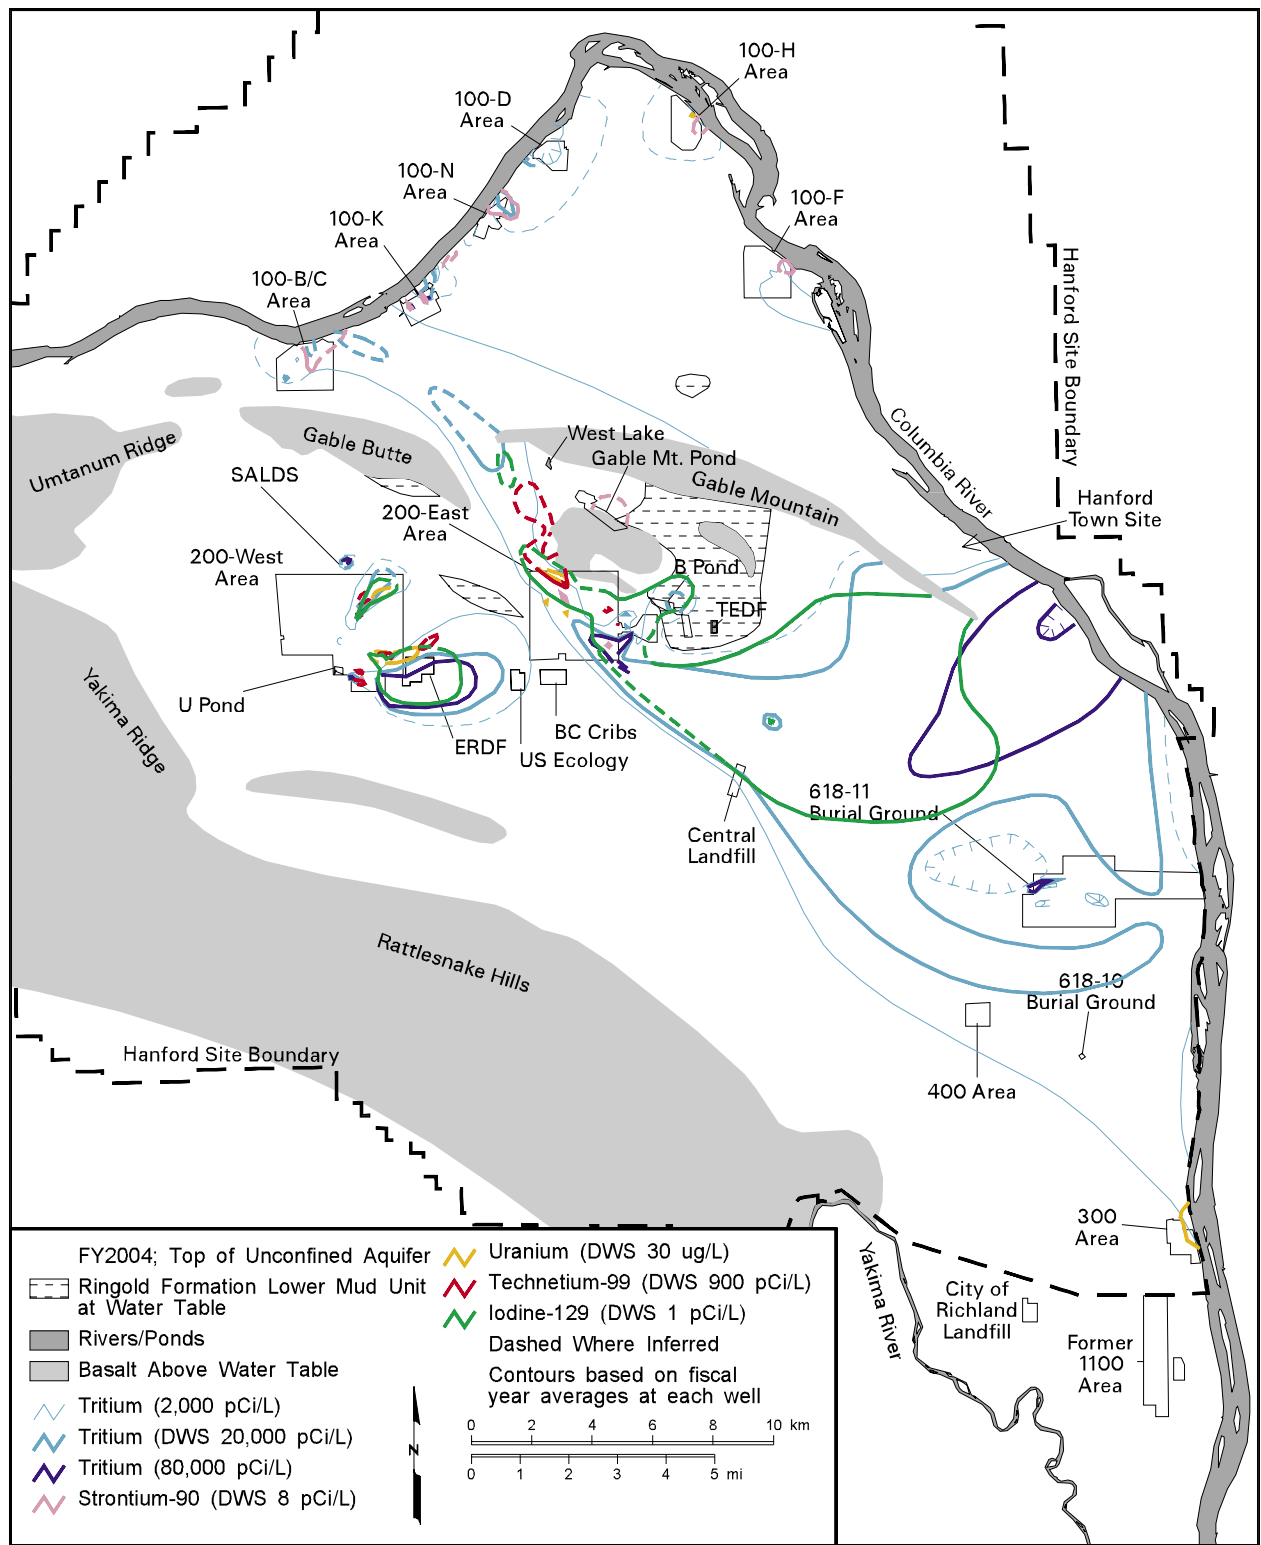 100-H
Area
100-D
Area
100-N
Area
100-F
Area
100-K
Area
100-B/C
Area
Hanford Site Boundary
Columbia River
West Lake
Gable Mt. Pond
Gable Butte
Umtanum Ridge
Gable Mountain
SALDS
Hanford
Town Site
200-East
Area
200-West
Area
B Pond
TEDF
Yakima Ridge
U Pond
BC Cribs
ERDF
US Ecology
618-11
Burial Ground
Central
Landfill
Rattlesnake Hills
618-10
Burial Ground
Hanford Site Boundary
400 Area
300
Area
Yakima River
City of
Richland
Landfill
Former
1100
Area
FY2004; Top of Unconfined Aquifer
Ringold Formation Lower Mud Unit
at Water Table
Rivers/Ponds
Basalt Above Water Table
Tritium (2,000 pCi/L)
Tritium (DWS 20,000 pCi/L)
Tritium (80,000 pCi/L)
Strontium-90 (DWS 8 pCi/L)
Uranium (DWS 30 ug/L)
Technetium-99 (DWS 900 pCi/L)
Iodine-129 (DWS 1 pCi/L)
Dashed Where Inferred
Contours based on fiscal
year averages at each well
N
0 2 4 6 8 10 km
0 1 2 3 4 5 mi